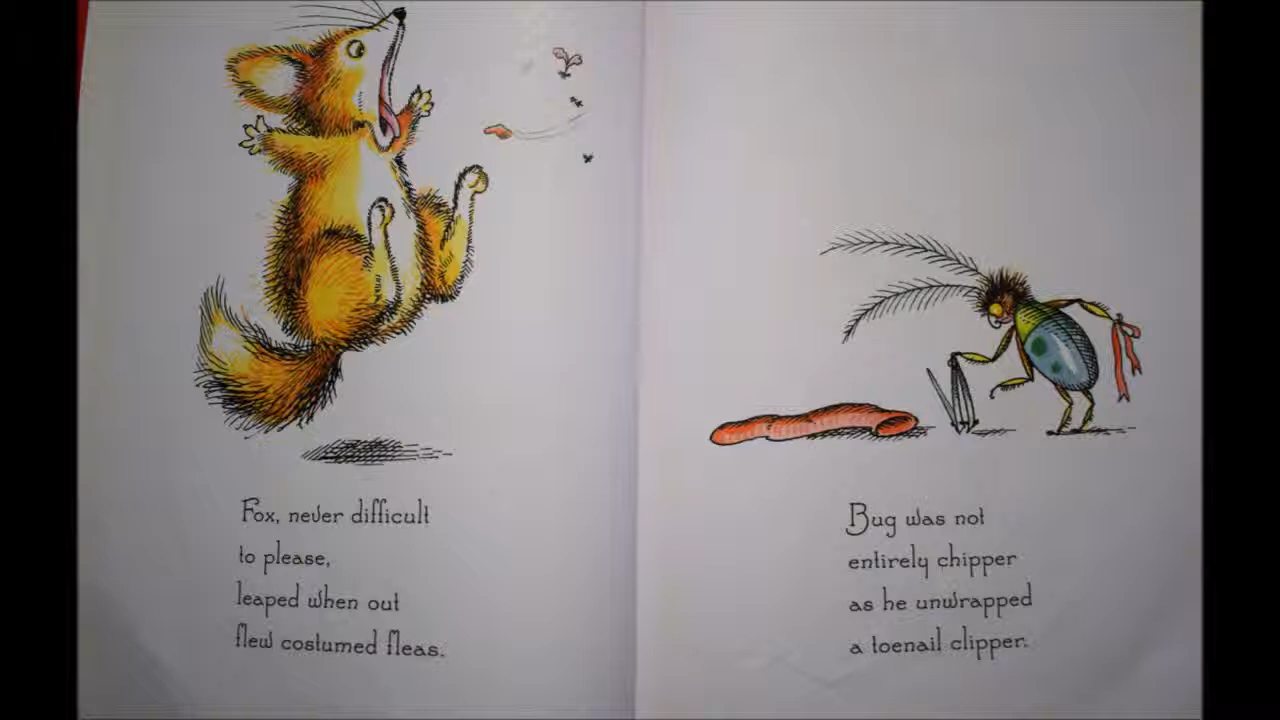 Fox, never difficult
to please,
leaped when out
flew costumed fleas.
Bug was not
entirely chipper
as he unwrapped
a toenail clipper.